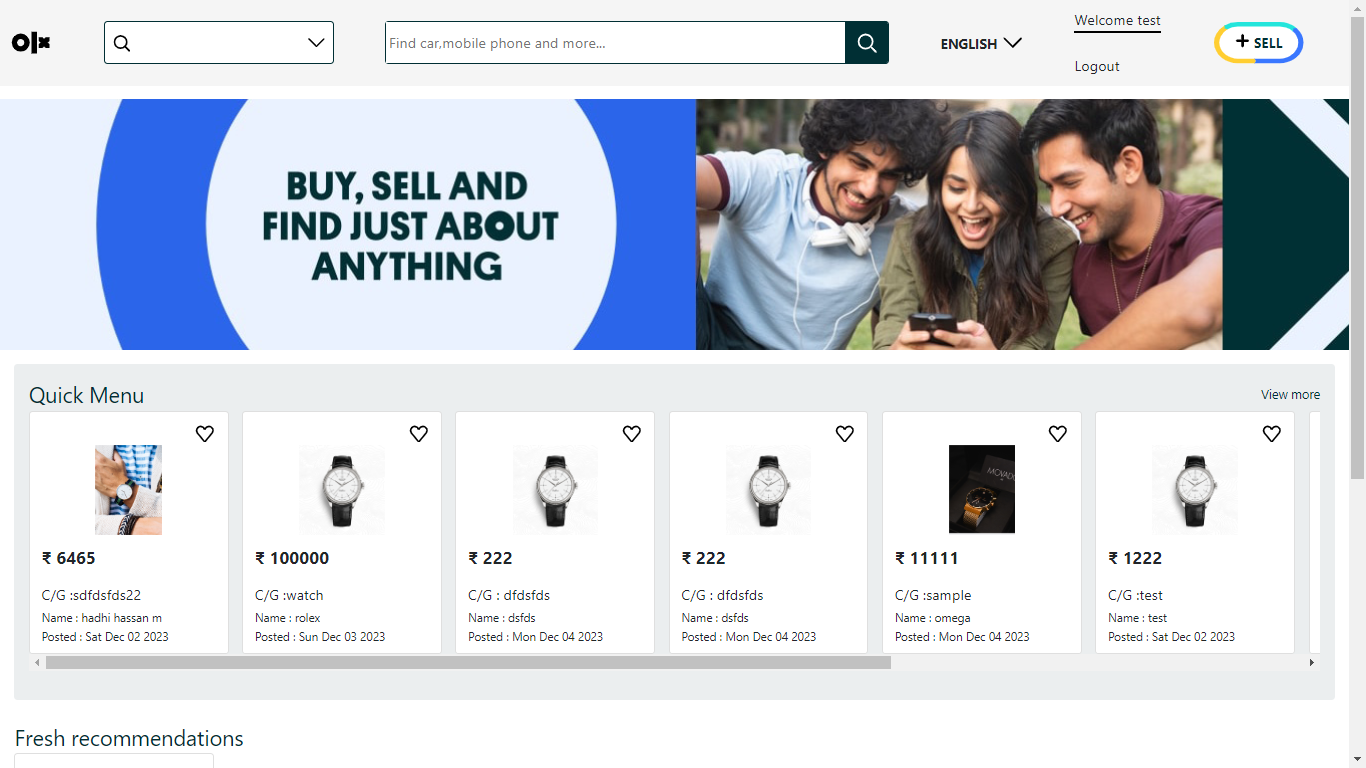 olx
Find car,mobile phone and more...
ENGLISH
Welcome test
Logout
+ SELL
BUY, SELL AND
FIND JUST ABOUT
ANYTHING
Quick Menu
View more
₹ 6465
C/G :sdfdsfds22
Name : hadhi hassan m
Posted : Sat Dec 02 2023
₹ 100000
C/G :watch
Name : rolex
Posted : Sun Dec 03 2023
₹ 222
C/G : dfdsfds
Name : dsfds
Posted : Mon Dec 04 2023
₹ 222
C/G : dfdsfds
Name : dsfds
Posted : Mon Dec 04 2023
MOVADO
₹ 11111
C/G :sample
Name : omega
Posted : Mon Dec 04 2023
₹ 1222
C/G :test
Name : test
Posted : Sat Dec 02 2023
Fresh recommendations